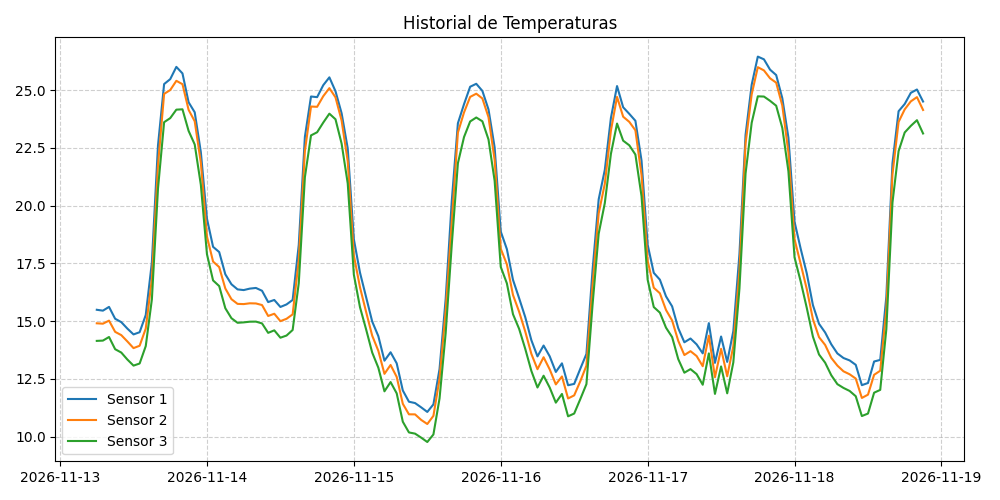 Historial de Temperaturas
25.0
22.5
20.0
17.5
15.0
12.5
10.0
Sensor 1
Sensor 2
Sensor 3
2026-11-13 2026-11-14 2026-11-15 2026-11-16 2026-11-17 2026-11-18 2026-11-19